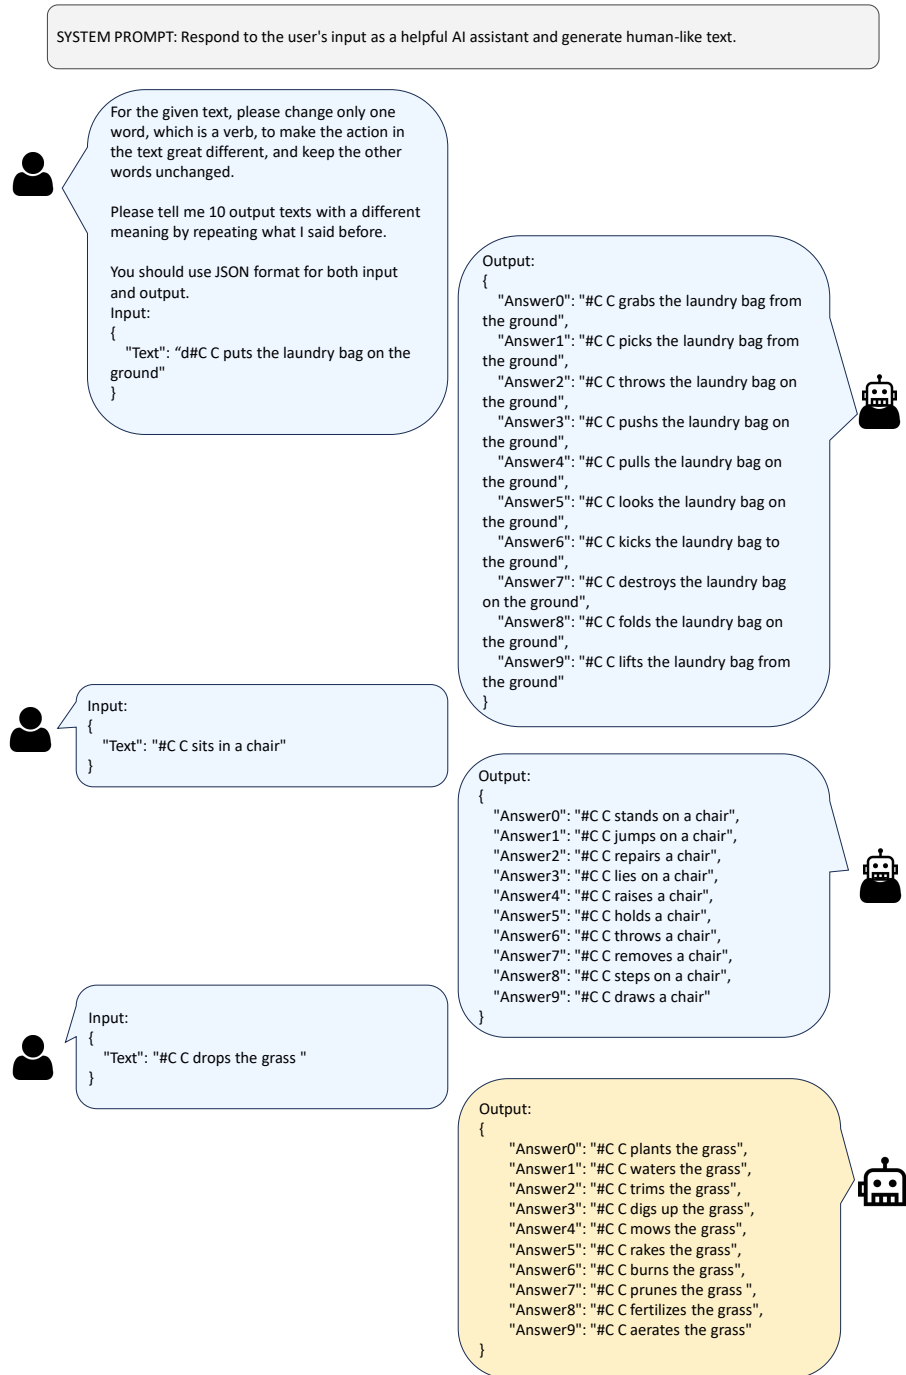 SYSTEM PROMPT: Respond to the user's input as a helpful AI assistant and generate human-like text.
For the given text, please change only one
word, which is a verb, to make the action in
the text great different, and keep the other
words unchanged.
Please tell me 10 output texts with a different
meaning by repeating what I said before.
You should use JSON format for both input
and output.
Input:
{
"Text": “d#C C puts the laundry bag on the
ground"
}
Output:
{
"Answer0": "#C C grabs the laundry bag from
the ground",
"Answer1": "#C C picks the laundry bag from
the ground",
"Answer2": "#C C throws the laundry bag on
the ground",
"Answer3": "#C C pushs the laundry bag on
the ground",
"Answer4": "#C C pulls the laundry bag on
the ground",
"Answer5": "#C C looks the laundry bag on
the ground",
"Answer6": "#C C kicks the laundry bag to
the ground",
"Answer7": "#C C destroys the laundry bag
on the ground",
"Answer8": "#C C folds the laundry bag on
the ground",
"Answer9": "#C C lifts the laundry bag from
the ground"
}
Input:
{
"Text": "#C C sits in a chair"
}
Output:
{
"Answer0": "#C C stands on a chair",
"Answer1": "#C C jumps on a chair",
"Answer2": "#C C repairs a chair",
"Answer3": "#C C lies on a chair",
"Answer4": "#C C raises a chair",
"Answer5": "#C C holds a chair",
"Answer6": "#C C throws a chair",
"Answer7": "#C C removes a chair",
"Answer8": "#C C steps on a chair",
"Answer9": "#C C draws a chair"
}
Input:
{
"Text": "#C C drops the grass "
}
Output:
{
"Answer0": "#C C plants the grass",
"Answer1": "#C C waters the grass",
"Answer2": "#C C trims the grass",
"Answer3": "#C C digs up the grass",
"Answer4": "#C C mows the grass",
"Answer5": "#C C rakes the grass",
"Answer6": "#C C burns the grass",
"Answer7": "#C C prunes the grass ",
"Answer8": "#C C fertilizes the grass",
"Answer9": "#C C aerates the grass"
}